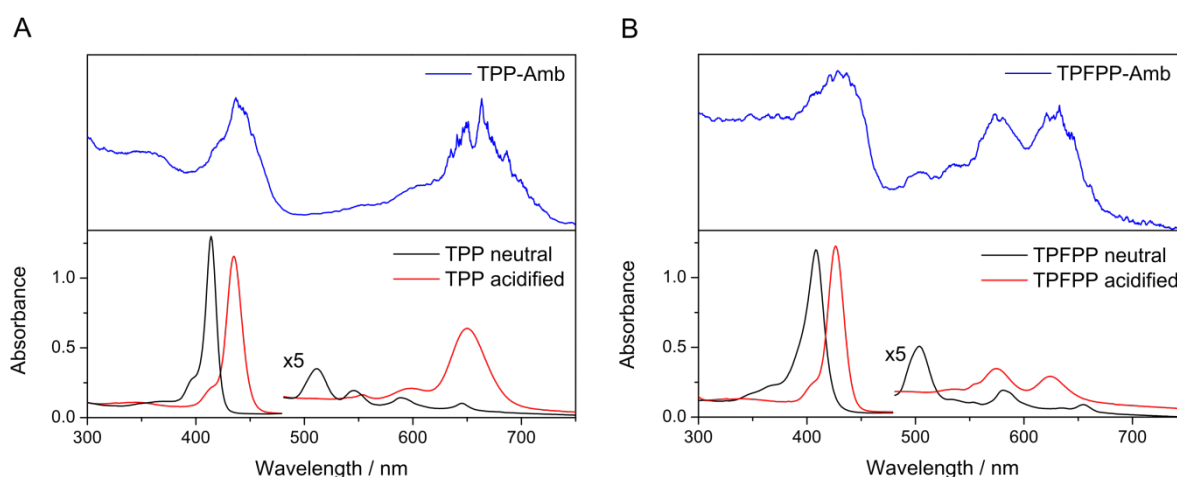 A
TPP-Amb
TPP neutral
TPP acidified
x5
Absorbance
1.0
0.5
0.0
300 400 500 600 700
Wavelength / nm
B
TPFPP-Amb
TPFPP neutral
TPFPP acidified
x5
Absorbance
1.0
0.5
0.0
300 400 500 600 700
Wavelength / nm